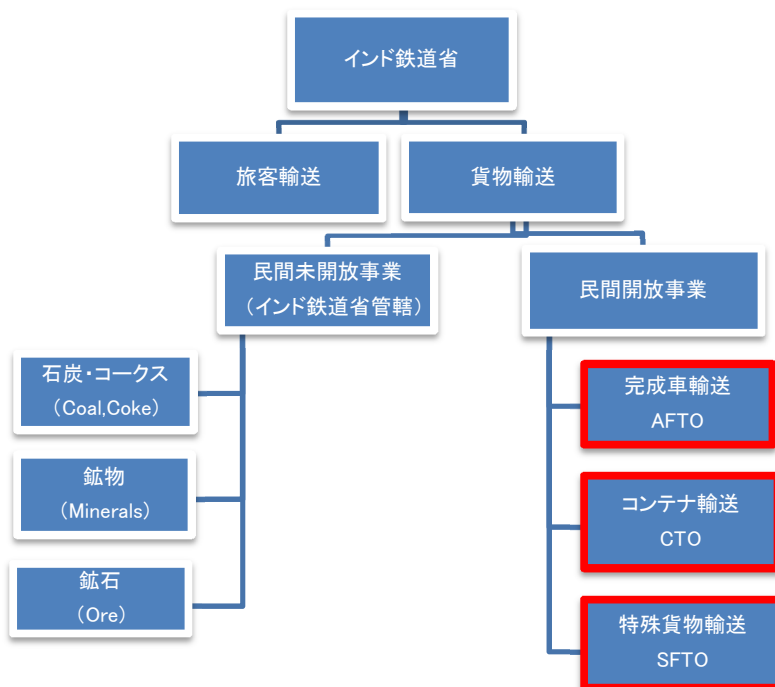 インド鉄道省
旅客輸送
貨物輸送
民間未開放事業
（インド鉄道省管轄）
民間開放事業
石炭・コークス
（Coal,Coke）
鉱物
（Minerals）
鉱石
（Ore）
完成車輸送
AFTO
コンテナ輸送
CTO
特殊貨物輸送
SFTO